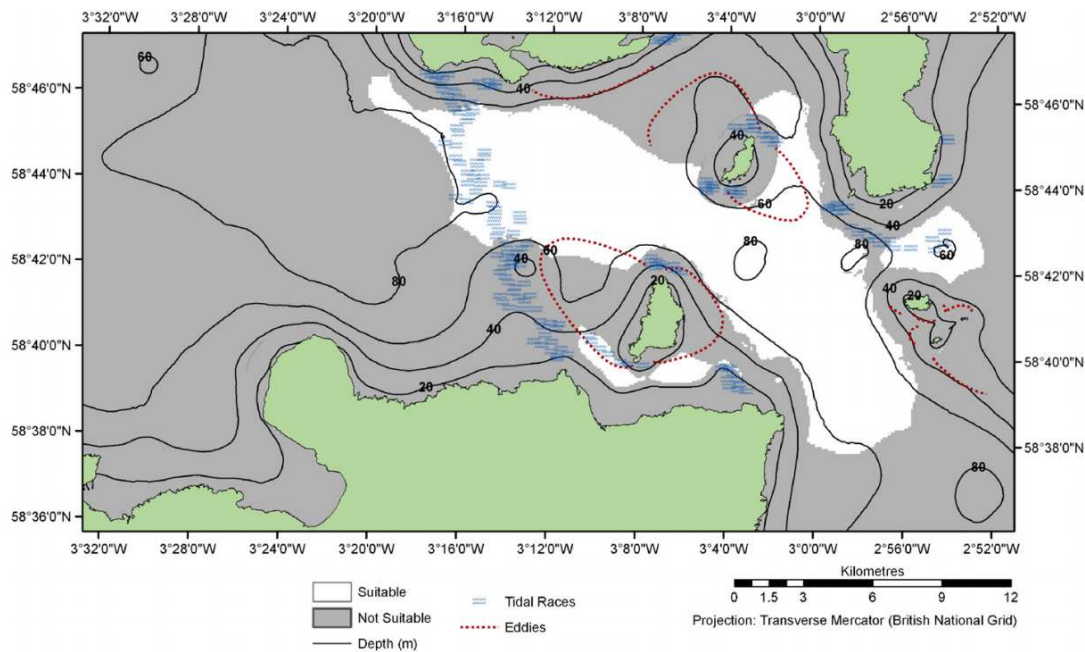 3°32'0"W 3°28'0"W 3°24'0"W 3°20'0"W 3°16'0"W 3°12'0"W 3°8'0"W 3°4'0"W 3°0'0"W 2°56'0"W 2°52'0"W
60
58°46'0"N 40 58°46'0"N
40
58°44'0"N 58°44'0"N
60 20
40
58°42'0"N 80 40 60 20 80 80 60 58°42'0"N
40 20
1
58°40'0"N 40 58°40'0"N
20
58°38'0"N 58°38'0"N
80
58°36'0"N
3°32'0"W 3°28'0"W 3°24'0"W 3°20'0"W 3°16'0"W 3°12'0"W 3°8'0"W 3°4'0"W 3°0'0"W 2°56'0"W 2°52'0"W
Suitable
Not Suitable
Depth (m)
Tidal Races
Eddies
Kilometres
0 1.5 3 6 9 12
Projection: Transverse Mercator (British National Grid)